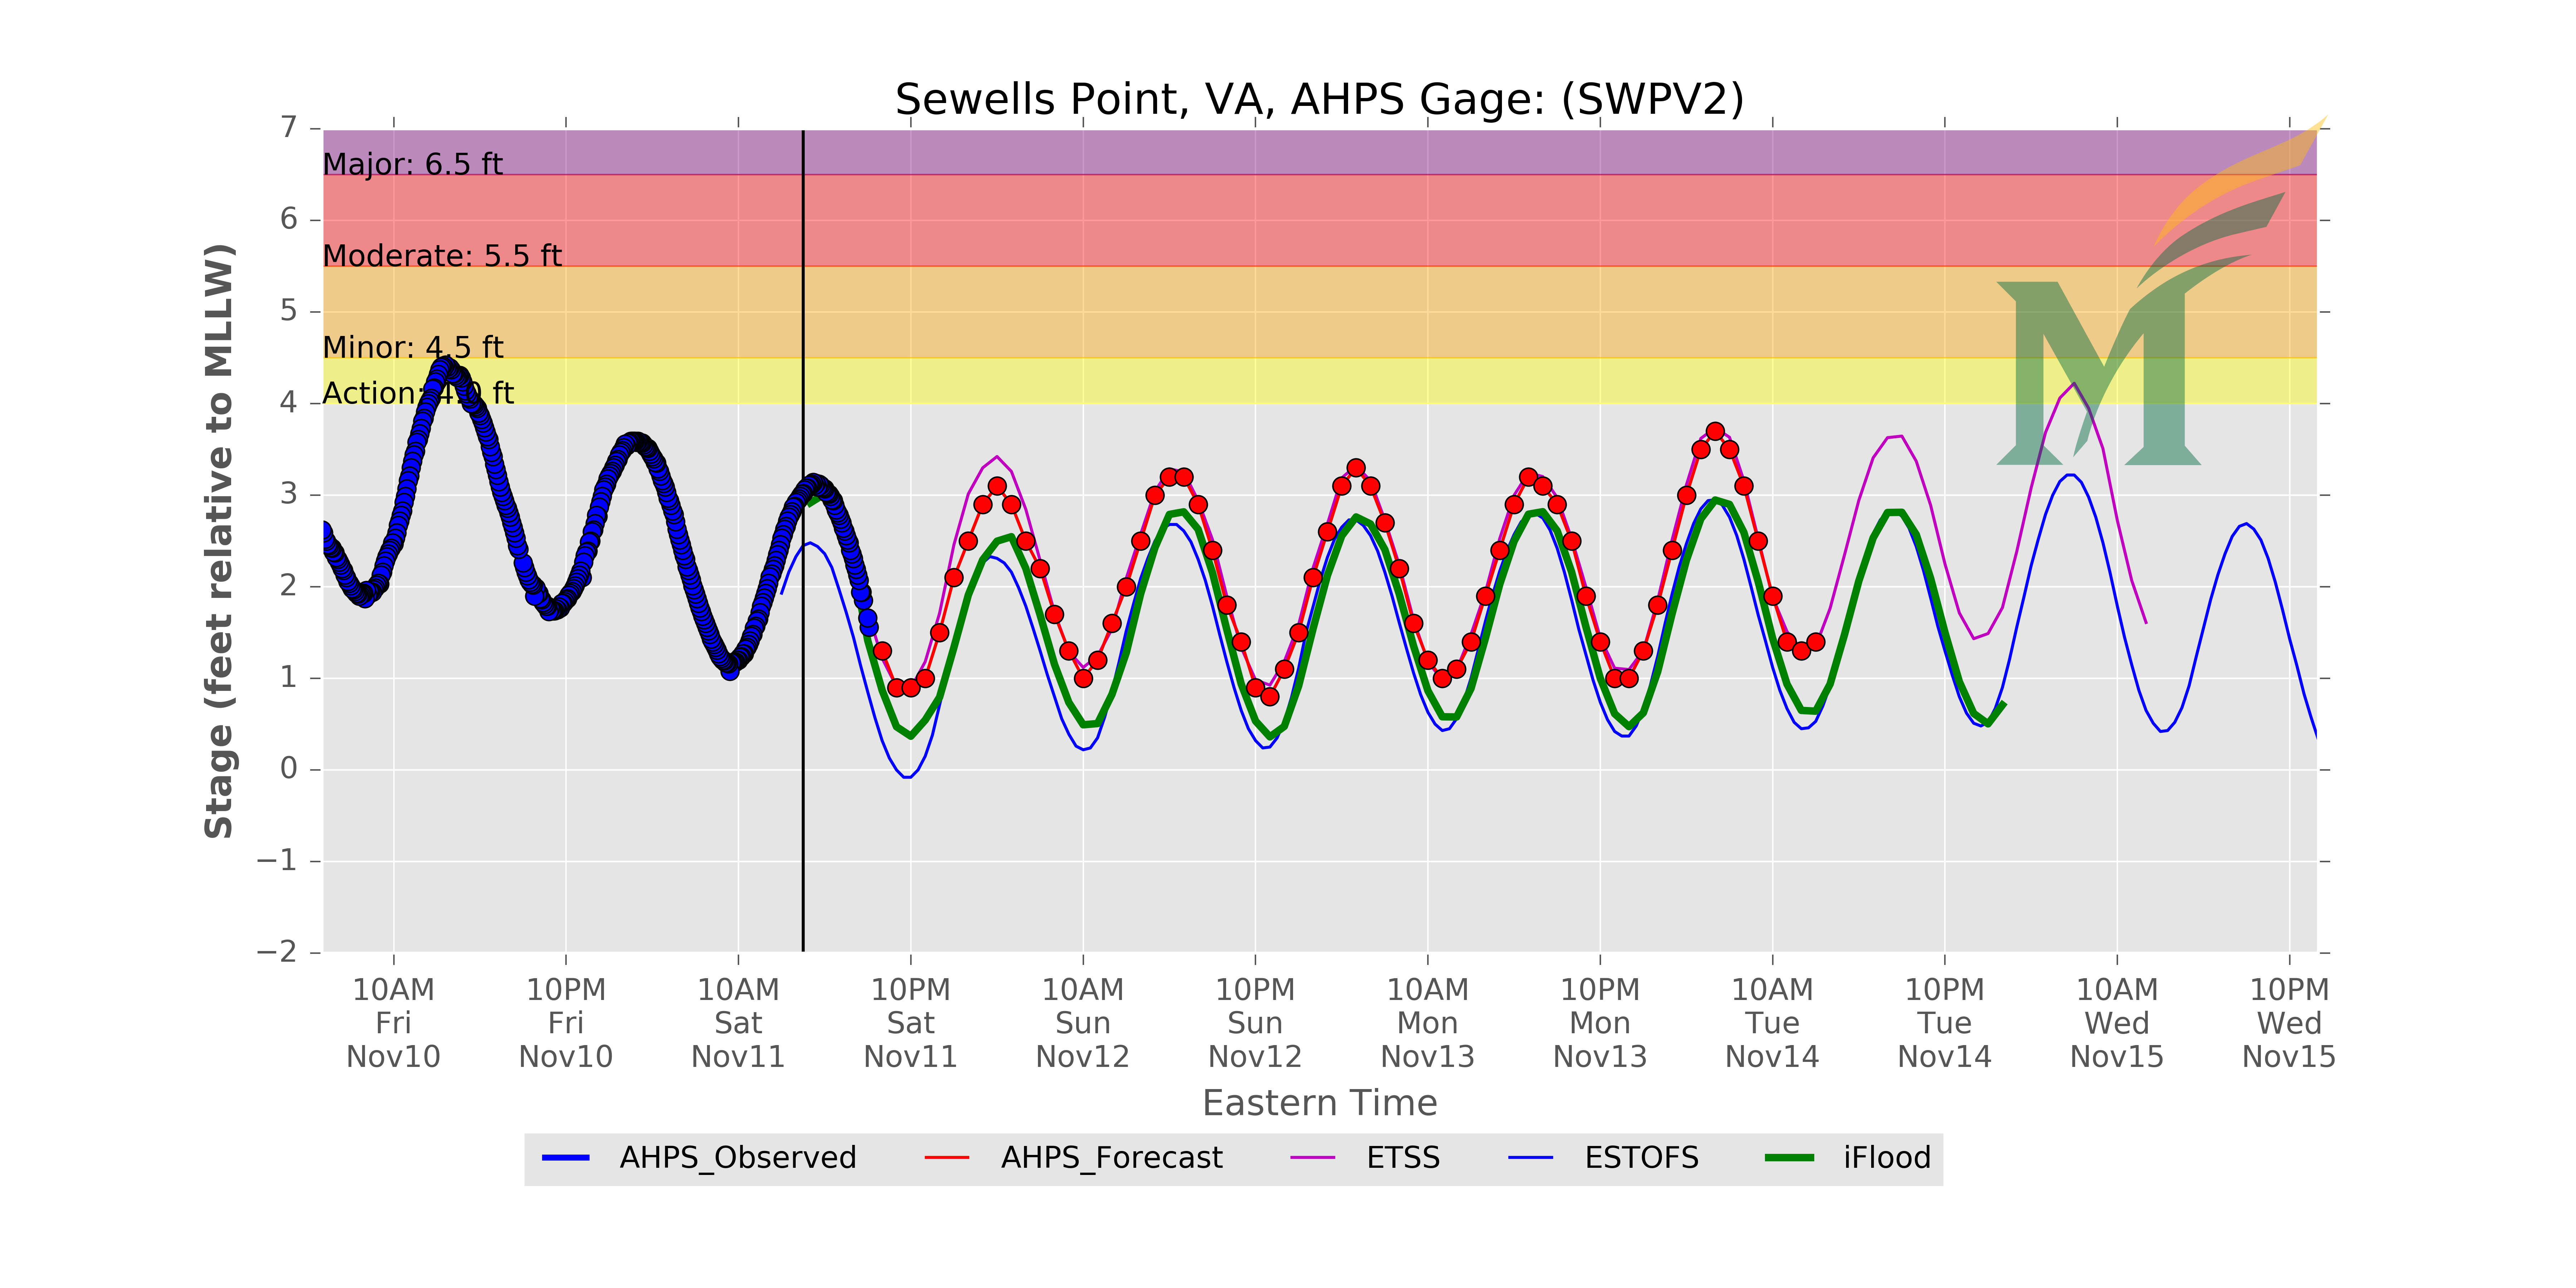 Sewells Point, VA, AHPS Gage: (SWPV2)
Stage (feet relative to MLLW)
7
6
5
4
3
2
1
0
−1
−2
Major: 6.5 ft
Moderate: 5.5 ft
Minor: 4.5 ft
Action: 4.0 ft
M
10AM 10PM 10AM 10PM 10AM 10PM 10AM 10PM 10AM 10PM 10AM 10PM
Fri Fri Sat Sat Sun Sun Mon Mon Tue Tue Wed Wed
Nov10 Nov10 Nov11 Nov11 Nov12 Nov12 Nov13 Nov13 Nov14 Nov14 Nov15 Nov15
Eastern Time
AHPS_Observed AHPS_Forecast ETSS ESTOFS iFlood